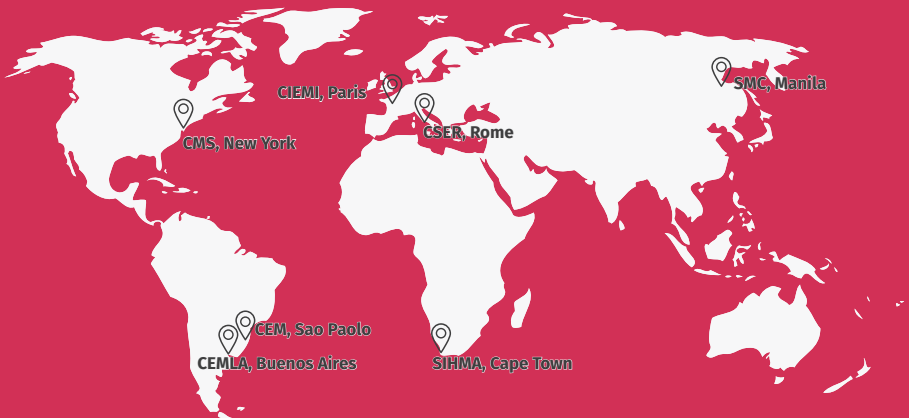 SMC, Manila
CIEMI, Paris
CSER, Rome
CMS, New York
CEM, Sao Paolo
CEMLA, Buenos Aires
SIHMA, Cape Town